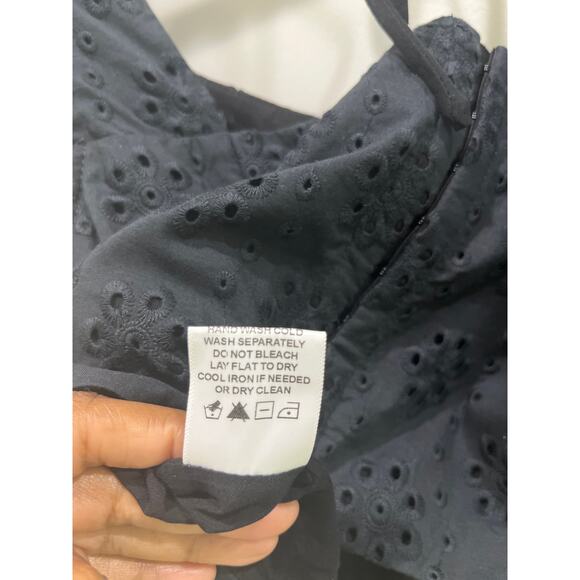 HAND WASH COLD
WASH SEPARATELY
DO NOT BLEACH
LAY FLAT TO DRY
COOL IRON IF NEEDED
OR DRY CLEAN